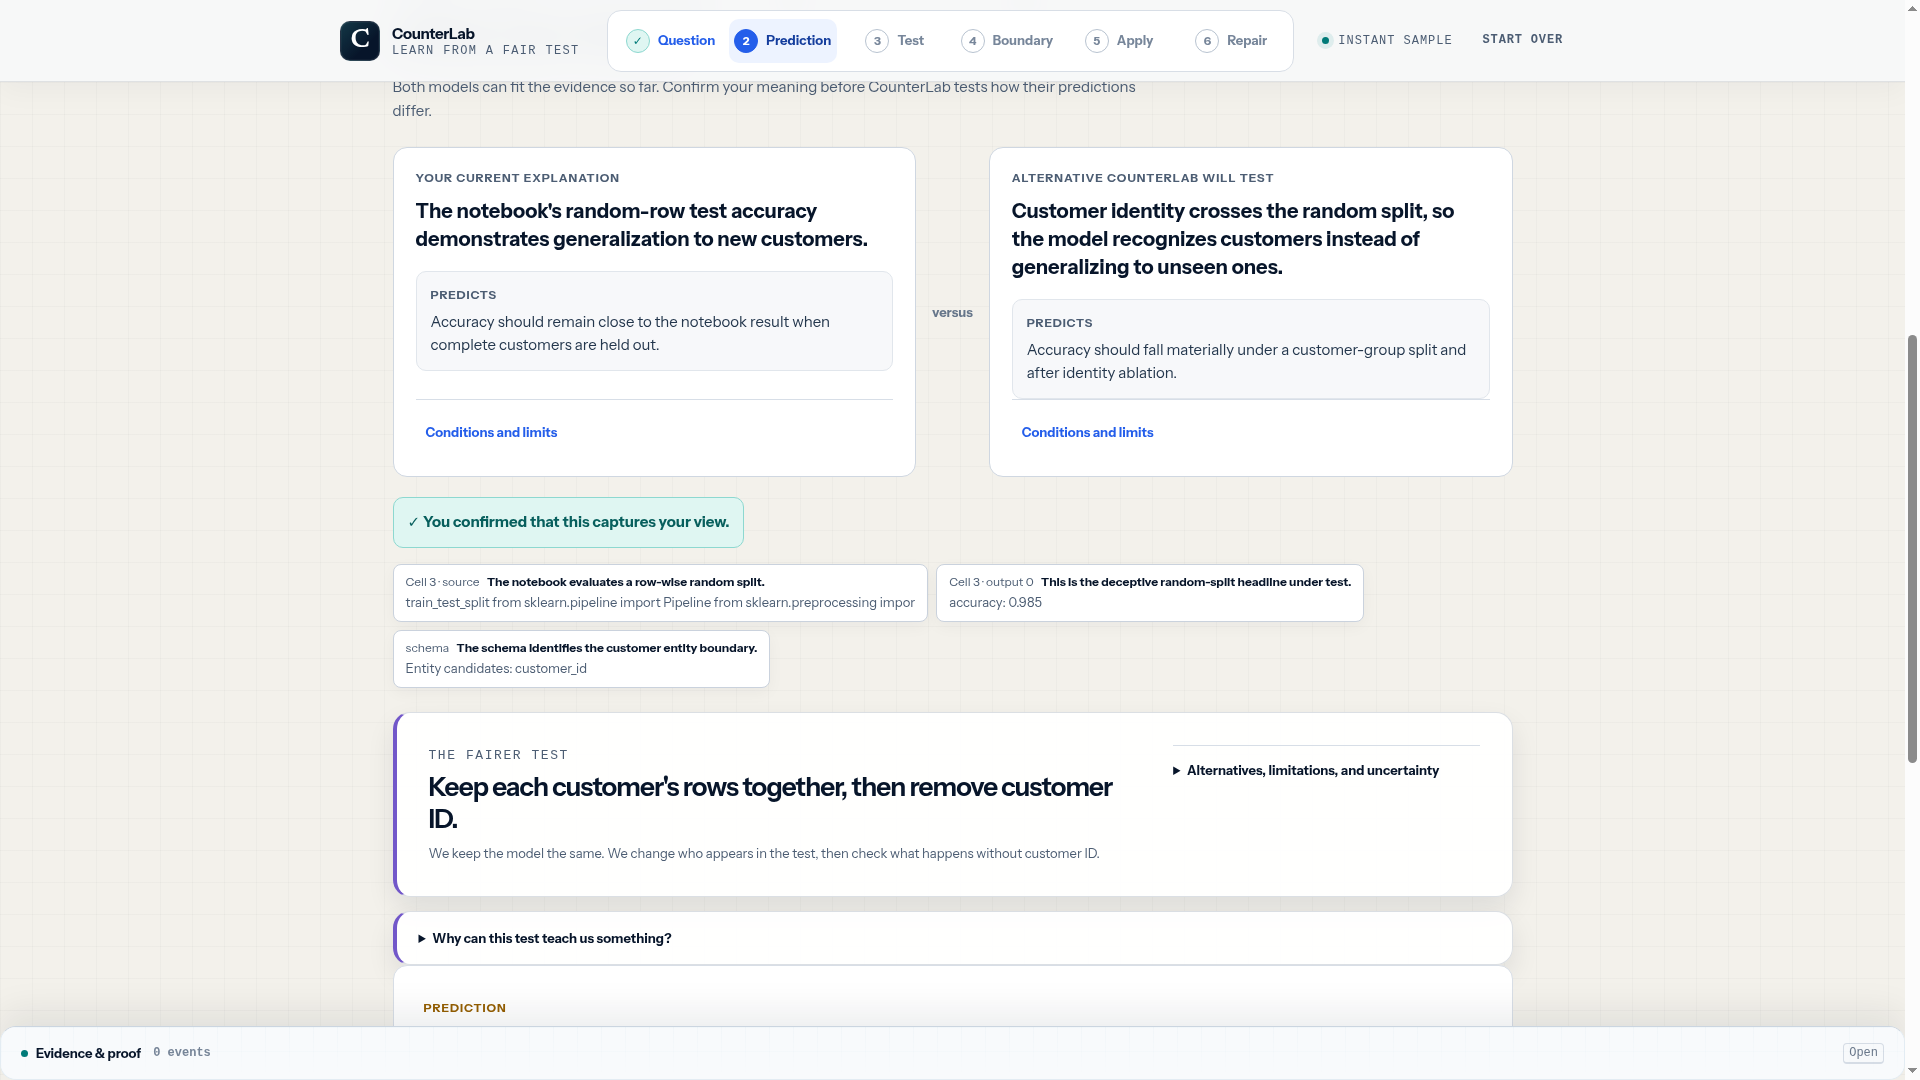 C
CounterLab
LEARN FROM A FAIR TEST
✓ Question
2 Prediction
3 Test
4 Boundary
5 Apply
6 Repair
INSTANT SAMPLE
START OVER
Both models can fit the evidence so far. Confirm your meaning before CounterLab tests how their predictions
differ.
YOUR CURRENT EXPLANATION
The notebook's random-row test accuracy
demonstrates generalization to new customers.
PREDICTS
Accuracy should remain close to the notebook result when
complete customers are held out.
Conditions and limits
versus
ALTERNATIVE COUNTERLAB WILL TEST
Customer identity crosses the random split, so
the model recognizes customers instead of
generalizing to unseen ones.
PREDICTS
Accuracy should fall materially under a customer-group split and
after identity ablation.
Conditions and limits
✓ You confirmed that this captures your view.
Cell 3 · source The notebook evaluates a row-wise random split.
train_test_split from sklearn.pipeline import Pipeline from sklearn.preprocessing impor
Cell 3 · output 0 This is the deceptive random-split headline under test.
accuracy: 0.985
schema The schema identifies the customer entity boundary.
Entity candidates: customer_id
THE FAIRER TEST
Keep each customer's rows together, then remove customer
ID.
We keep the model the same. We change who appears in the test, then check what happens without customer ID.
Alternatives, limitations, and uncertainty
Why can this test teach us something?
PREDICTION
Evidence & proof 0 events
Open